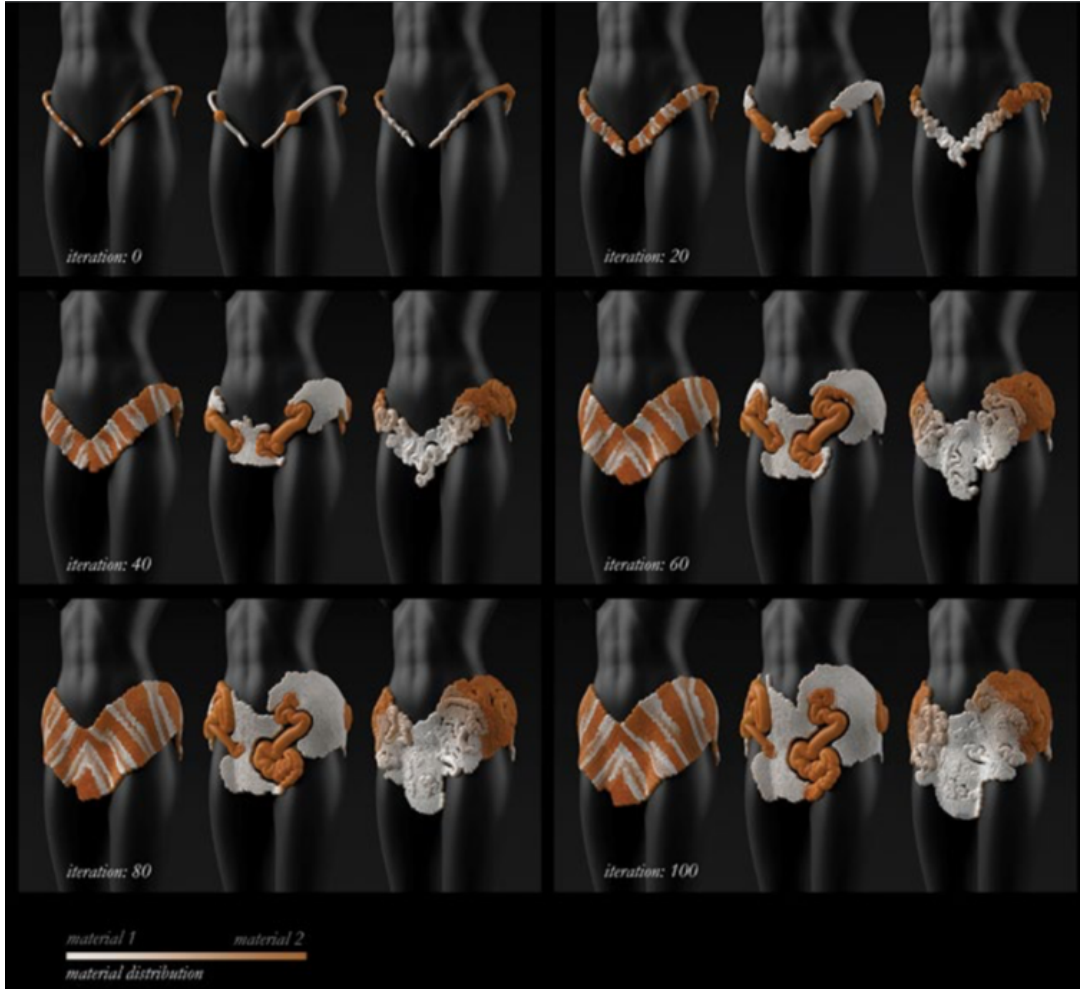 iteration: 0
iteration: 20
iteration: 40
iteration: 60
iteration: 80
iteration: 100
material 1 material 2
material distribution